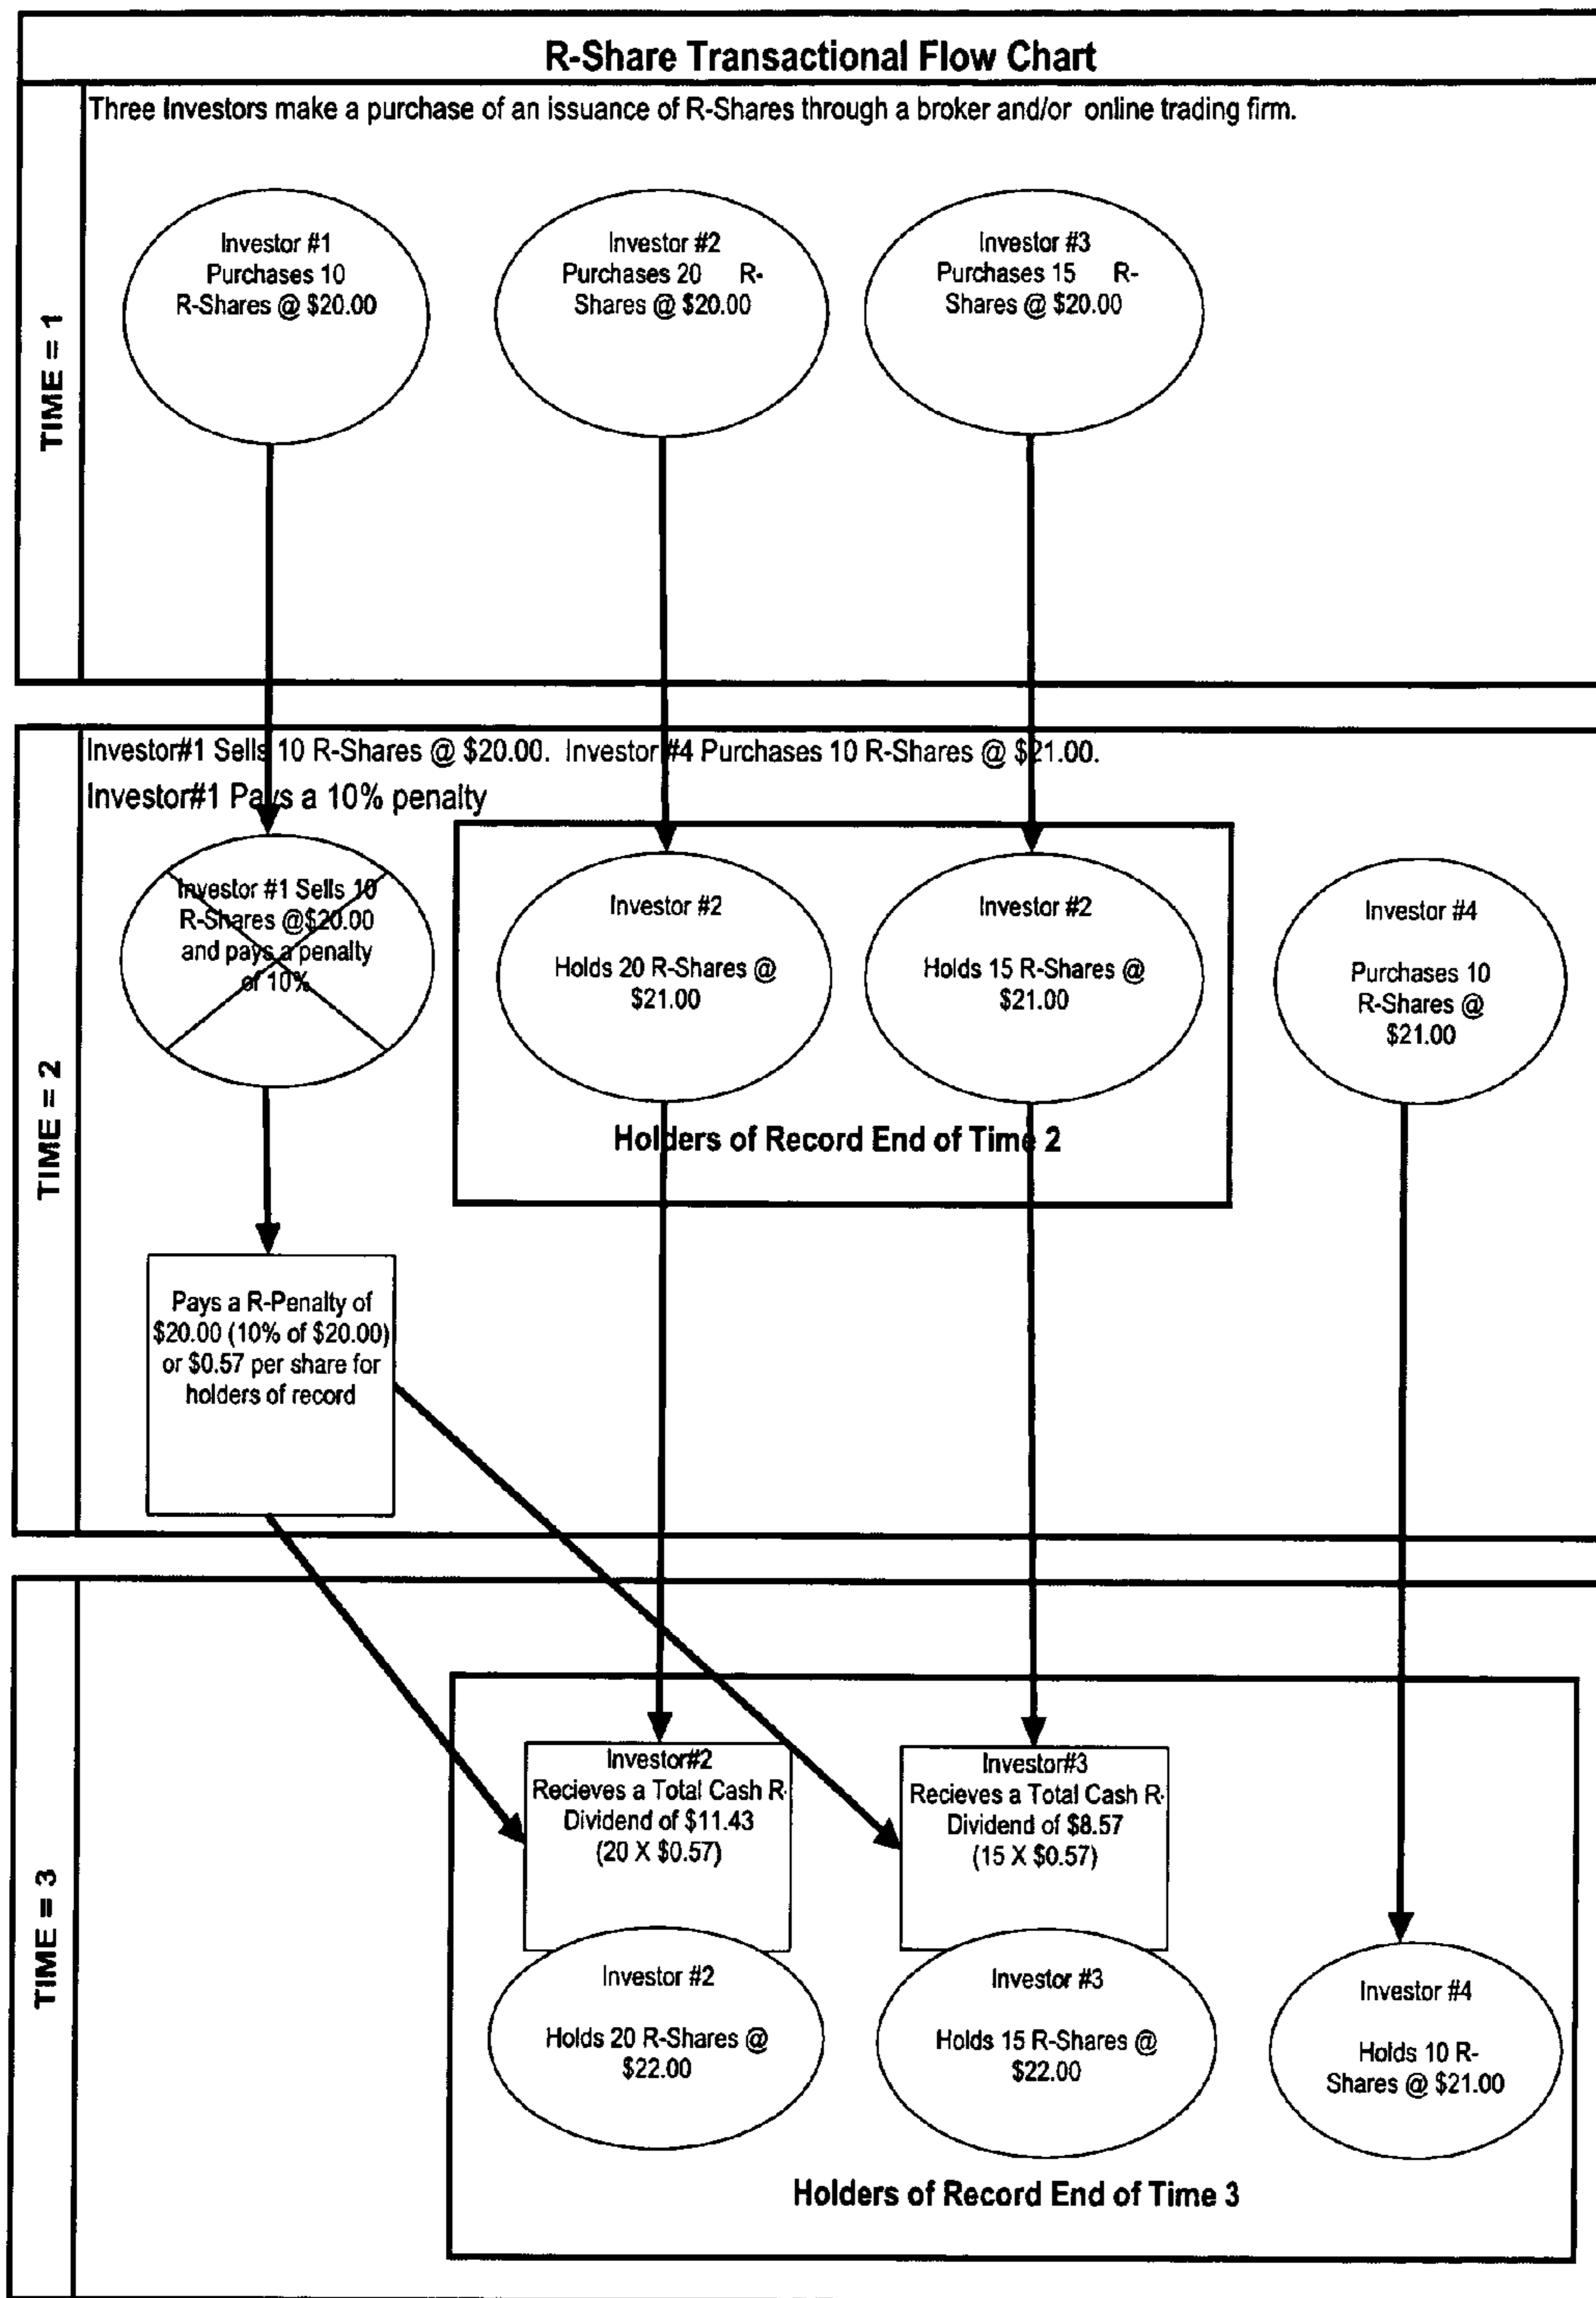 R-Share Transactional Flow Chart
TIME = 1
Three Investors make a purchase of an issuance of R-Shares through a broker and/or online trading firm.
Investor #1
Purchases 10
R-Shares @ $20.00
Investor #2
Purchases 20 R-
Shares @ $20.00
Investor #3
Purchases 15 R-
Shares @ $20.00
TIME = 2
Investor#1 Sells 10 R-Shares @ $20.00. Investor #4 Purchases 10 R-Shares @ $21.00.
Investor#1 Pays a 10% penalty
Investor #1 Sells 10
R-Shares @$20.00
and pays a penalty
of 10%
Investor #2
Holds 20 R-Shares @
$21.00
Investor #2
Holds 15 R-Shares @
$21.00
Investor #4
Purchases 10
R-Shares @
$21.00
Holders of Record End of Time 2
Pays a R-Penalty of
$20.00 (10% of $20.00)
or $0.57 per share for
holders of record
TIME = 3
Investor#2
Recieves a Total Cash R-
Dividend of $11.43
(20 X $0.57)
Investor#3
Recieves a Total Cash R-
Dividend of $8.57
(15 X $0.57)
Investor #2
Holds 20 R-Shares @
$22.00
Investor #3
Holds 15 R-Shares @
$22.00
Investor #4
Holds 10 R-
Shares @ $21.00
Holders of Record End of Time 3